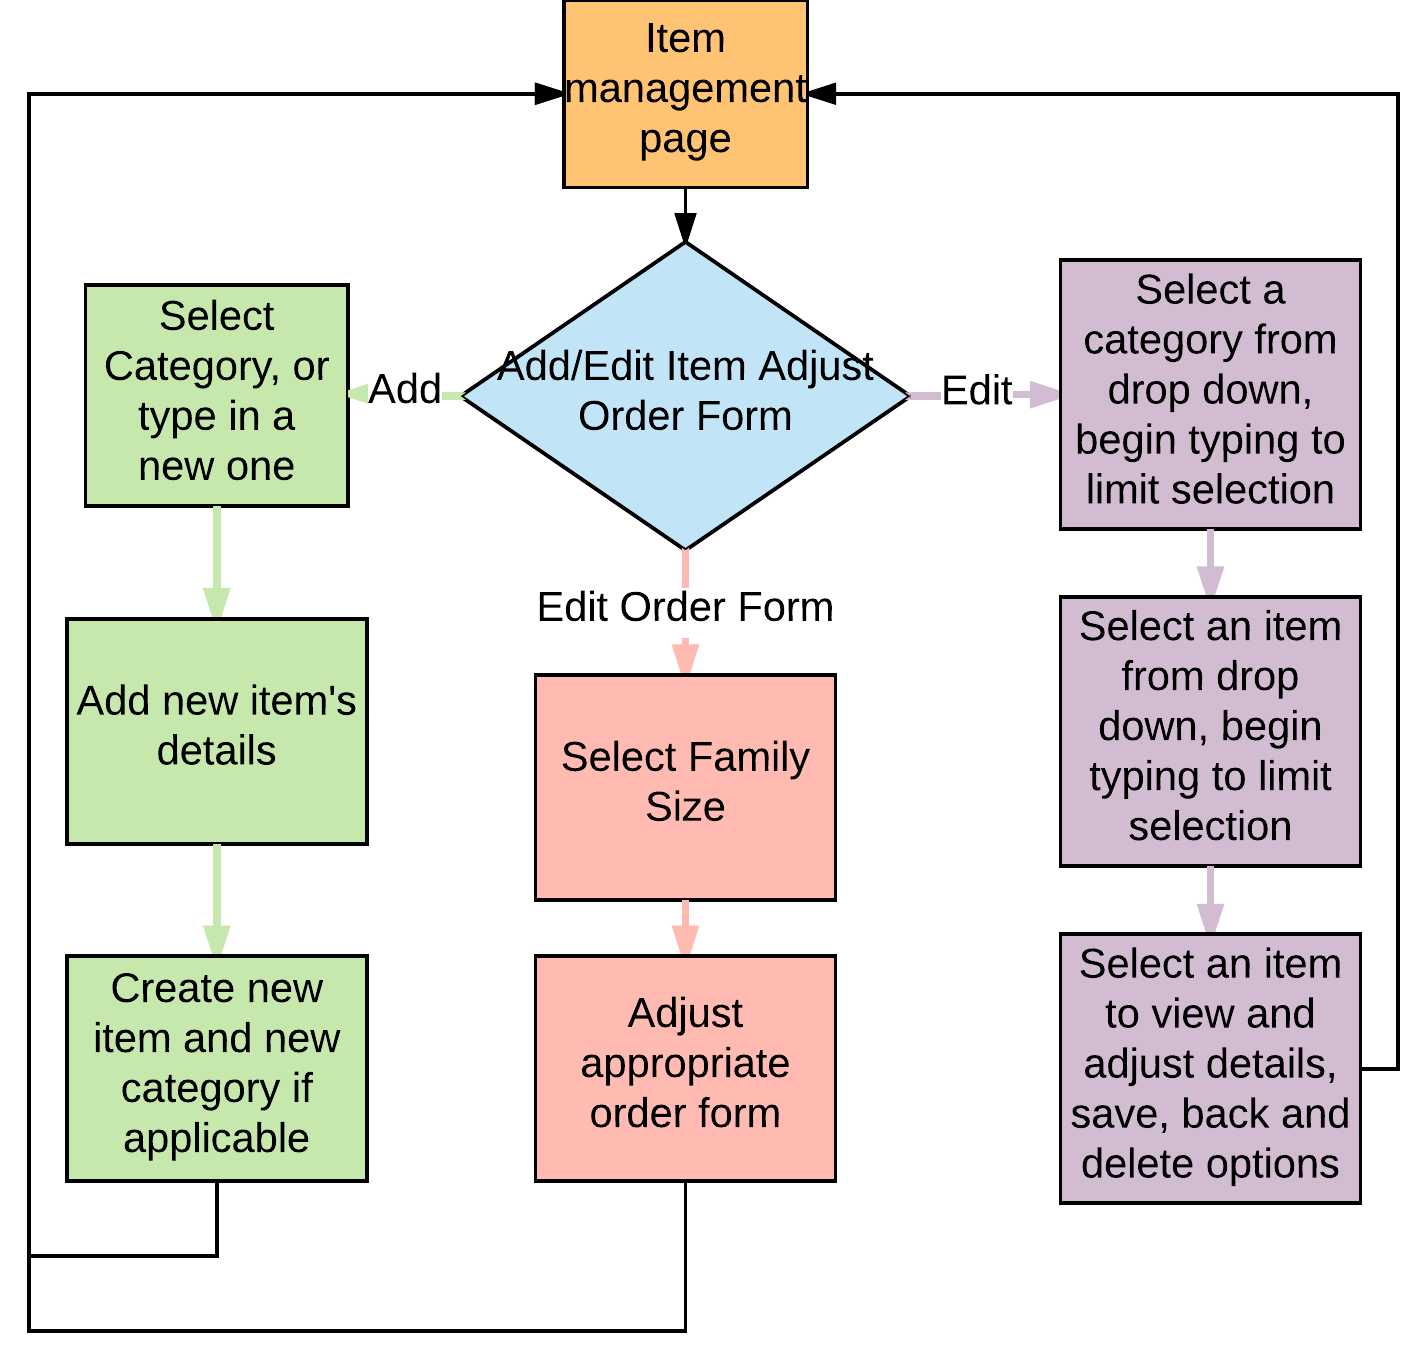 Item
management
page
Add/Edit Item Adjust
Order Form
Add
Select
Category, or
type in a
new one
Add new item's
details
Create new
item and new
category if
applicable
Edit Order Form
Select Family
Size
Adjust
appropriate
order form
Edit
Select a
category from
drop down,
begin typing to
limit selection
Select an item
from drop
down, begin
typing to limit
selection
Select an item
to view and
adjust details,
save, back and
delete options